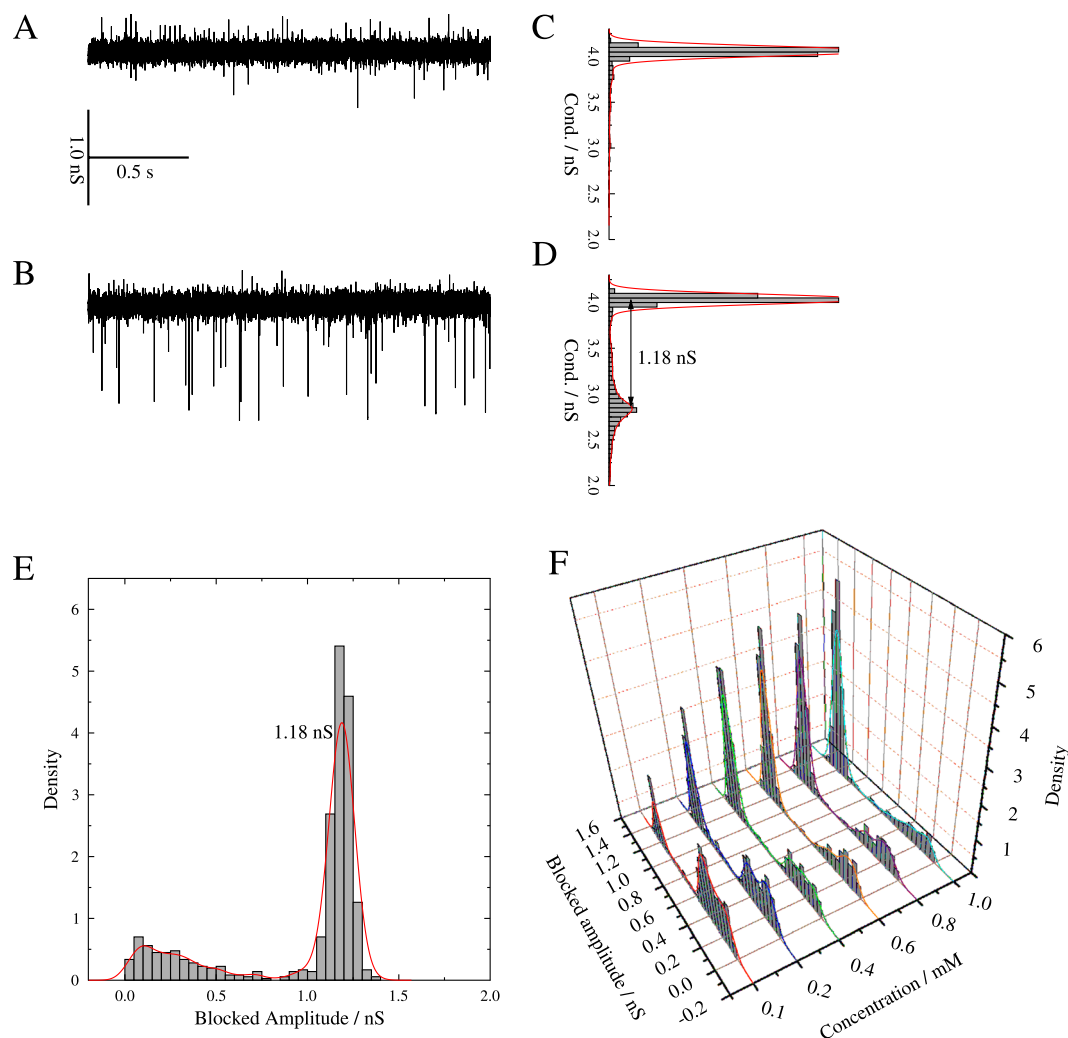 A
1.0 nS
0.5 s
B
C
4.0
3.5
3.0
2.5
2.0
Cond. / nS
D
4.0
3.5
3.0
2.5
2.0
Cond. / nS
1.18 nS
E
6
5
4
3
2
1
0
Density
1.18 nS
0.0
0.5
1.0
1.5
2.0
Blocked Amplitude / nS
F
6
5
4
3
2
1
Density
1.6
1.4
1.2
1.0
0.8
0.6
0.4
0.2
0.0
-0.2
Blocked amplitude / nS
0.1
0.2
0.4
0.6
0.8
1.0
Concentration / mM